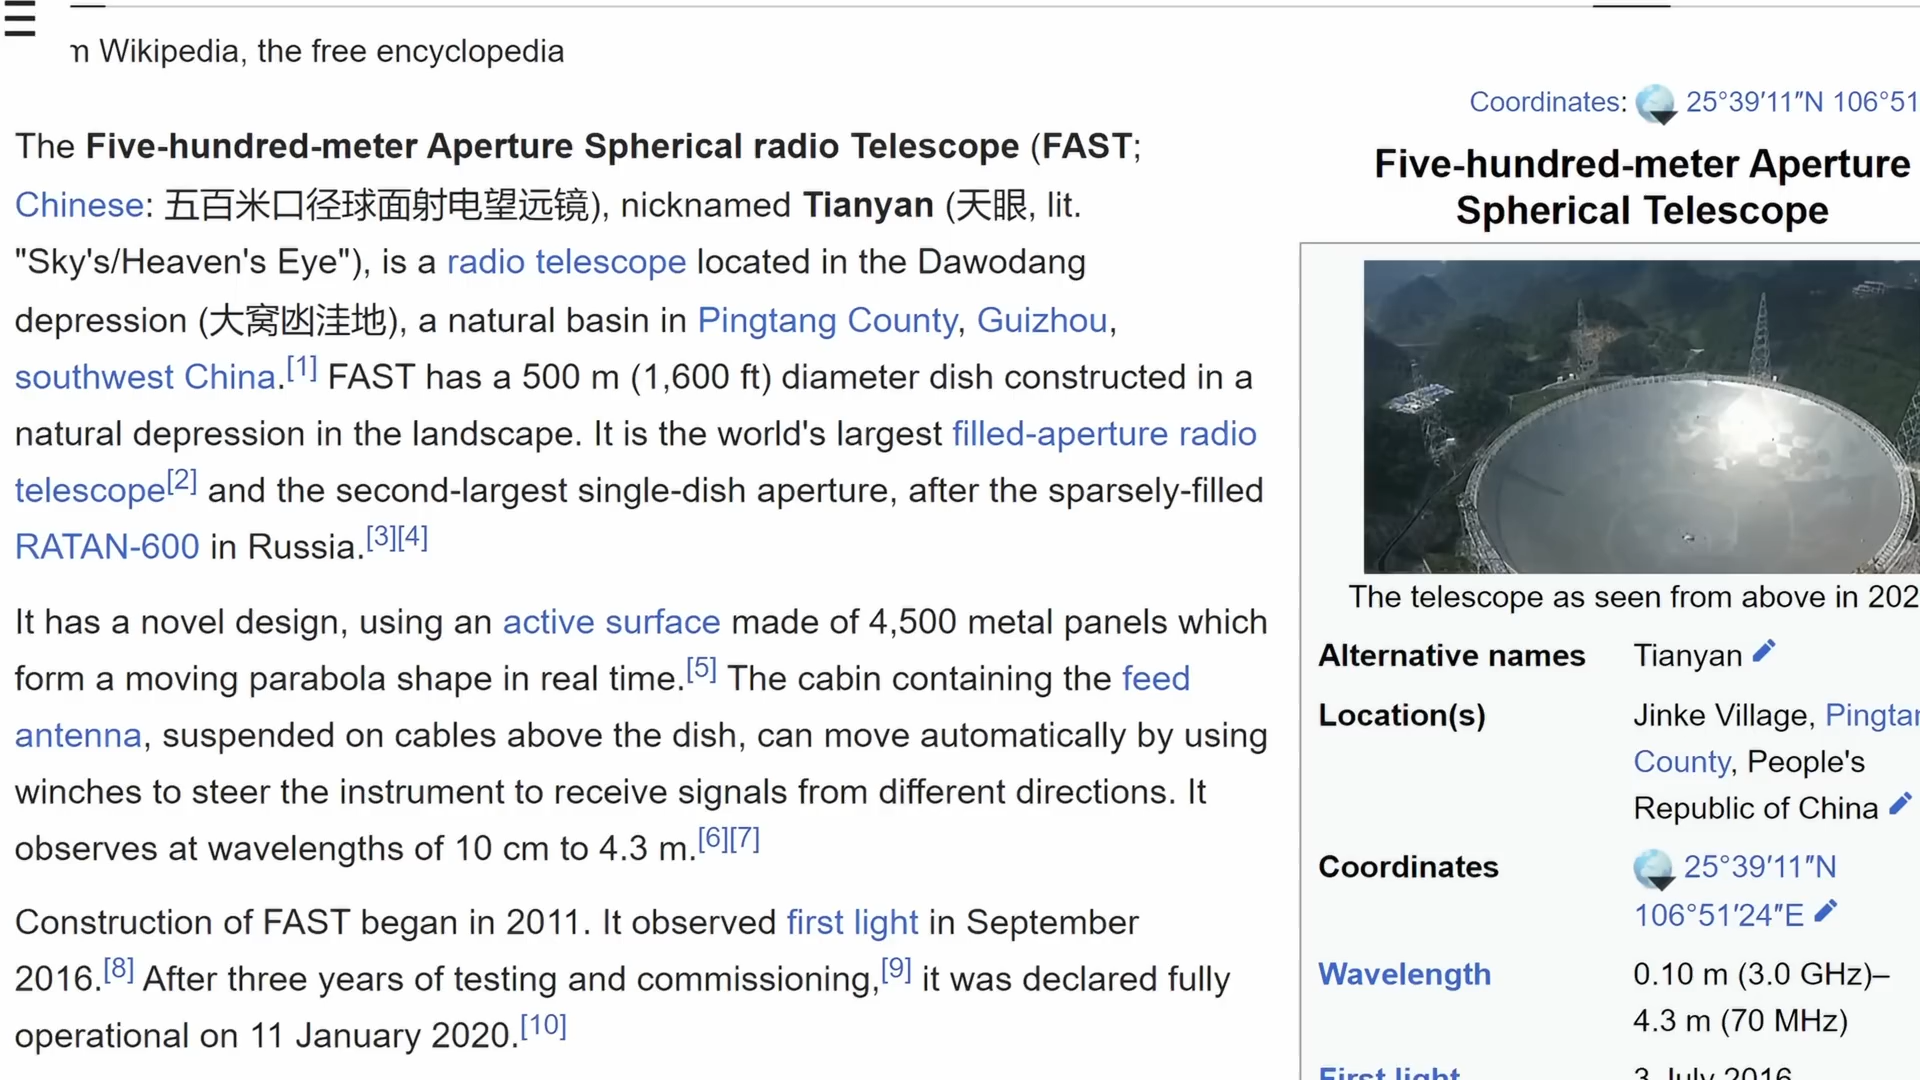 m Wikipedia, the free encyclopedia
Coordinates: 25°39′11″N 106°51
The Five-hundred-meter Aperture Spherical radio Telescope (FAST;
Chinese: 五百米口径球面射电望远镜), nicknamed Tianyan (天眼, lit.
"Sky's/Heaven's Eye"), is a radio telescope located in the Dawodang
depression (大窝凼洼地), a natural basin in Pingtang County, Guizhou,
southwest China.[1] FAST has a 500 m (1,600 ft) diameter dish constructed in a
natural depression in the landscape. It is the world's largest filled-aperture radio
telescope[2] and the second-largest single-dish aperture, after the sparsely-filled
RATAN-600 in Russia.[3][4]
It has a novel design, using an active surface made of 4,500 metal panels which
form a moving parabola shape in real time.[5] The cabin containing the feed
antenna, suspended on cables above the dish, can move automatically by using
winches to steer the instrument to receive signals from different directions. It
observes at wavelengths of 10 cm to 4.3 m.[6][7]
Construction of FAST began in 2011. It observed first light in September
2016.[8] After three years of testing and commissioning,[9] it was declared fully
operational on 11 January 2020.[10]
Five-hundred-meter Aperture
Spherical Telescope
The telescope as seen from above in 202
Alternative names Tianyan
Location(s) Jinke Village, Pingtan
County, People's
Republic of China
Coordinates 25°39′11″N
106°51′24″E
Wavelength 0.10 m (3.0 GHz)–
4.3 m (70 MHz)
First light 3 July 2016